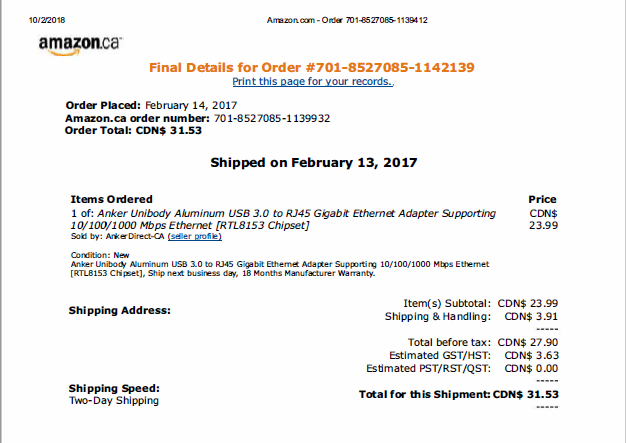 10/2/2018 Amazon.com - Order 701-8527085-1139412
amazon.ca
Final Details for Order #701-8527085-1142139
Print this page for your records.
Order Placed: February 14, 2017
Amazon.ca order number: 701-8527085-1139932
Order Total: CDN$ 31.53
Shipped on February 13, 2017
Items Ordered Price
1 of: Anker Unibody Aluminum USB 3.0 to RJ45 Gigabit Ethernet Adapter Supporting CDN$
10/100/1000 Mbps Ethernet [RTL8153 Chipset] 23.99
Sold by: AnkerDirect-CA (seller profile)
Condition: New
Anker Unibody Aluminum USB 3.0 to RJ45 Gigabit Ethernet Adapter Supporting 10/100/1000 Mbps Ethernet
[RTL8153 Chipset], Ship next business day, 18 Months Manufacturer Warranty.
Shipping Address:
Item(s) Subtotal: CDN$ 23.99
Shipping & Handling: CDN$ 3.91
-----
Total before tax: CDN$ 27.90
Estimated GST/HST: CDN$ 3.63
Estimated PST/RST/QST: CDN$ 0.00
-----
Shipping Speed:
Two-Day Shipping
Total for this Shipment: CDN$ 31.53
-----